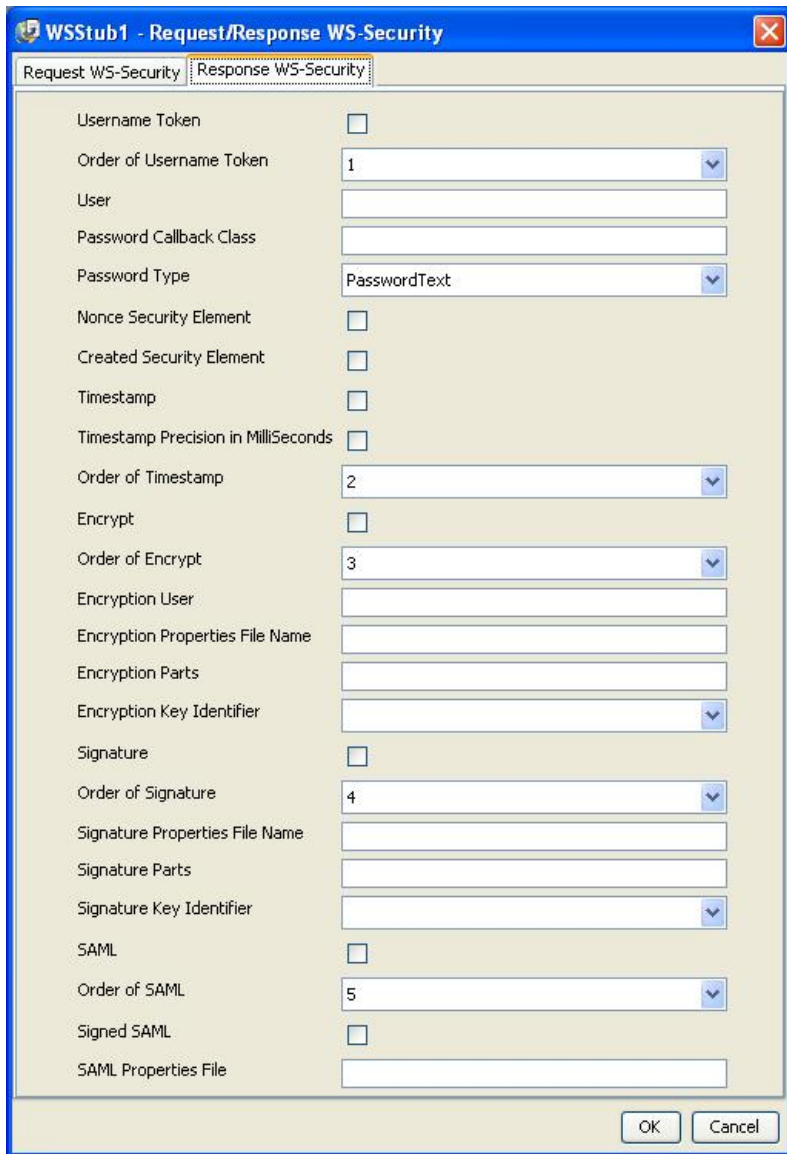 WSStub1 - Request/Response WS-Security
Request WS-Security Response WS-Security
Username Token
Order of Username Token 1
User
Password Callback Class
Password Type PasswordText
Nonce Security Element
Created Security Element
Timestamp
Timestamp Precision in MilliSeconds
Order of Timestamp 2
Encrypt
Order of Encrypt 3
Encryption User
Encryption Properties File Name
Encryption Parts
Encryption Key Identifier
Signature
Order of Signature 4
Signature Properties File Name
Signature Parts
Signature Key Identifier
SAML
Order of SAML 5
Signed SAML
SAML Properties File
OK Cancel